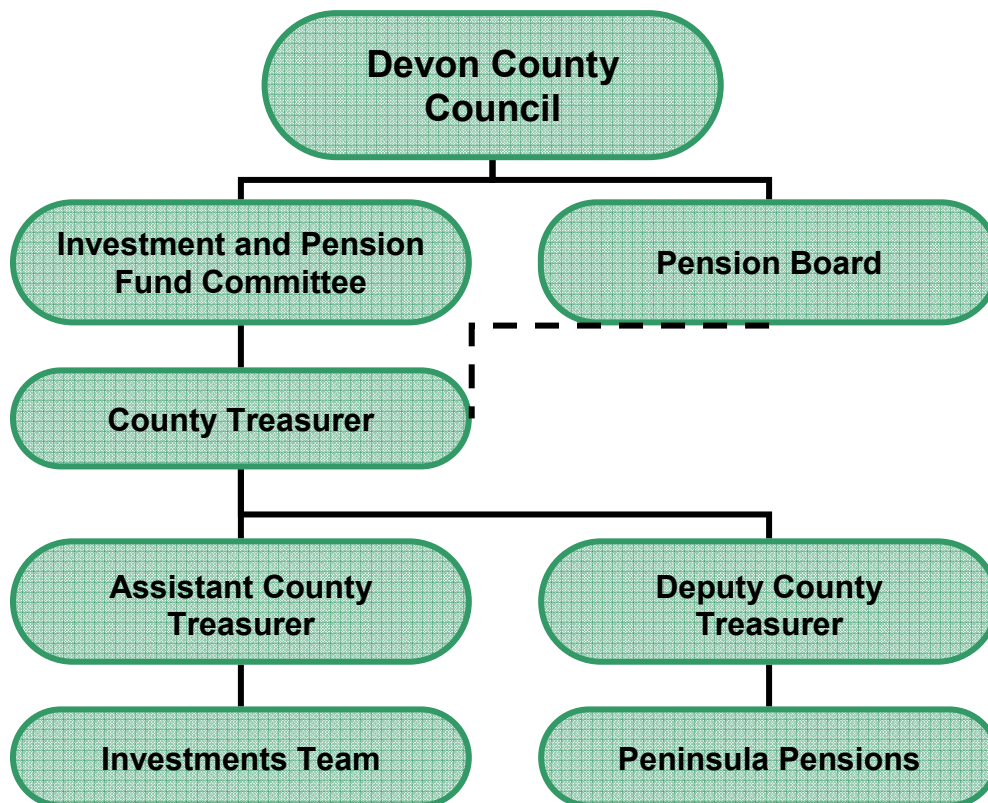 Devon County
Council
Investment and Pension
Fund Committee
Pension Board
County Treasurer
Assistant County
Treasurer
Deputy County
Treasurer
Investments Team
Peninsula Pensions